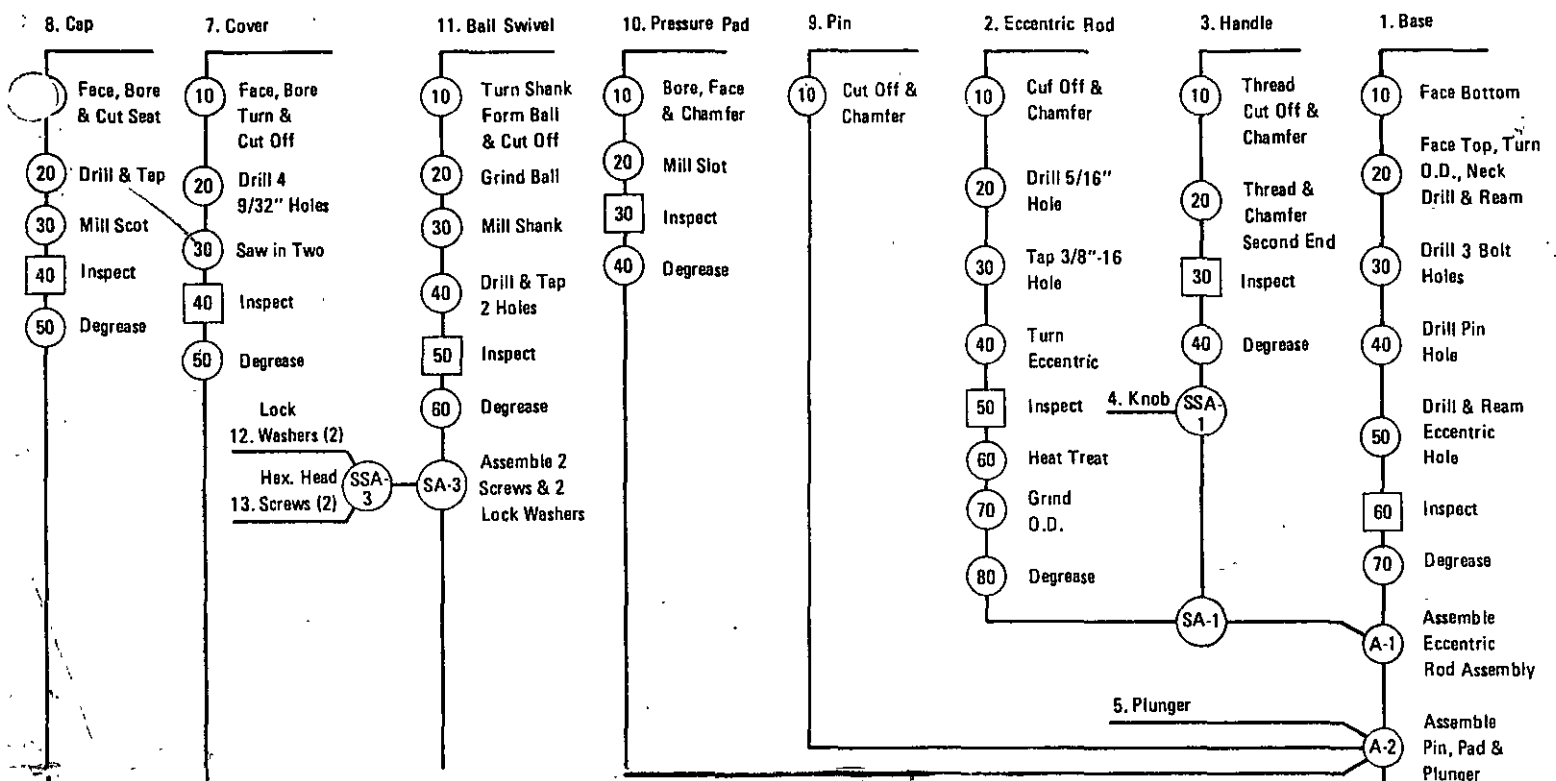 8. Cap
Face, Bore
& Cut Seat
20
Drill & Tap
30
Mill Scot
40
Inspect
50
Degrease
7. Cover
10
Face, Bore
Turn &
Cut Off
20
Drill 4
9/32" Holes
30
Saw in Two
40
Inspect
50
Degrease
11. Ball Swivel
10
Turn Shank
Form Ball
& Cut Off
20
Grind Ball
30
Mill Shank
40
Drill & Tap
2 Holes
50
Inspect
60
Degrease
Lock
12. Washers (2)
Hex. Head
13. Screws (2)
SSA-
3
SA-3
Assemble 2
Screws & 2
Lock Washers
10. Pressure Pad
10
Bore, Face
& Chamfer
20
Mill Slot
30
Inspect
40
Degrease
9. Pin
10
Cut Off &
Chamfer
2. Eccentric Rod
10
Cuf Off &
Chamfer
20
Drill 5/16"
Hole
30
Tap 3/8"-16
Hole
40
Turn
Eccentric
50
Inspect
60
Heat Treat
70
Grind
O.D.
80
Degrease
3. Handle
10
Thread
Cut Off &
Chamfer
20
Thread &
Chamfer
Second End
30
Inspect
40
Degrease
4. Knob
SSA-
1
SA-1
1. Base
10
Face Bottom
20
Face Top, Turn
O.D., Neck
Drill & Ream
30
Drill 3 Bolt
Holes
40
Drill Pin
Hole
50
Drill & Ream
Eccentric
Hole
60
Inspect
70
Degrease
A-1
Assemble
Eccentric
Rod Assembly
5. Plunger
A-2
Assemble
Pin, Pad &
Plunger